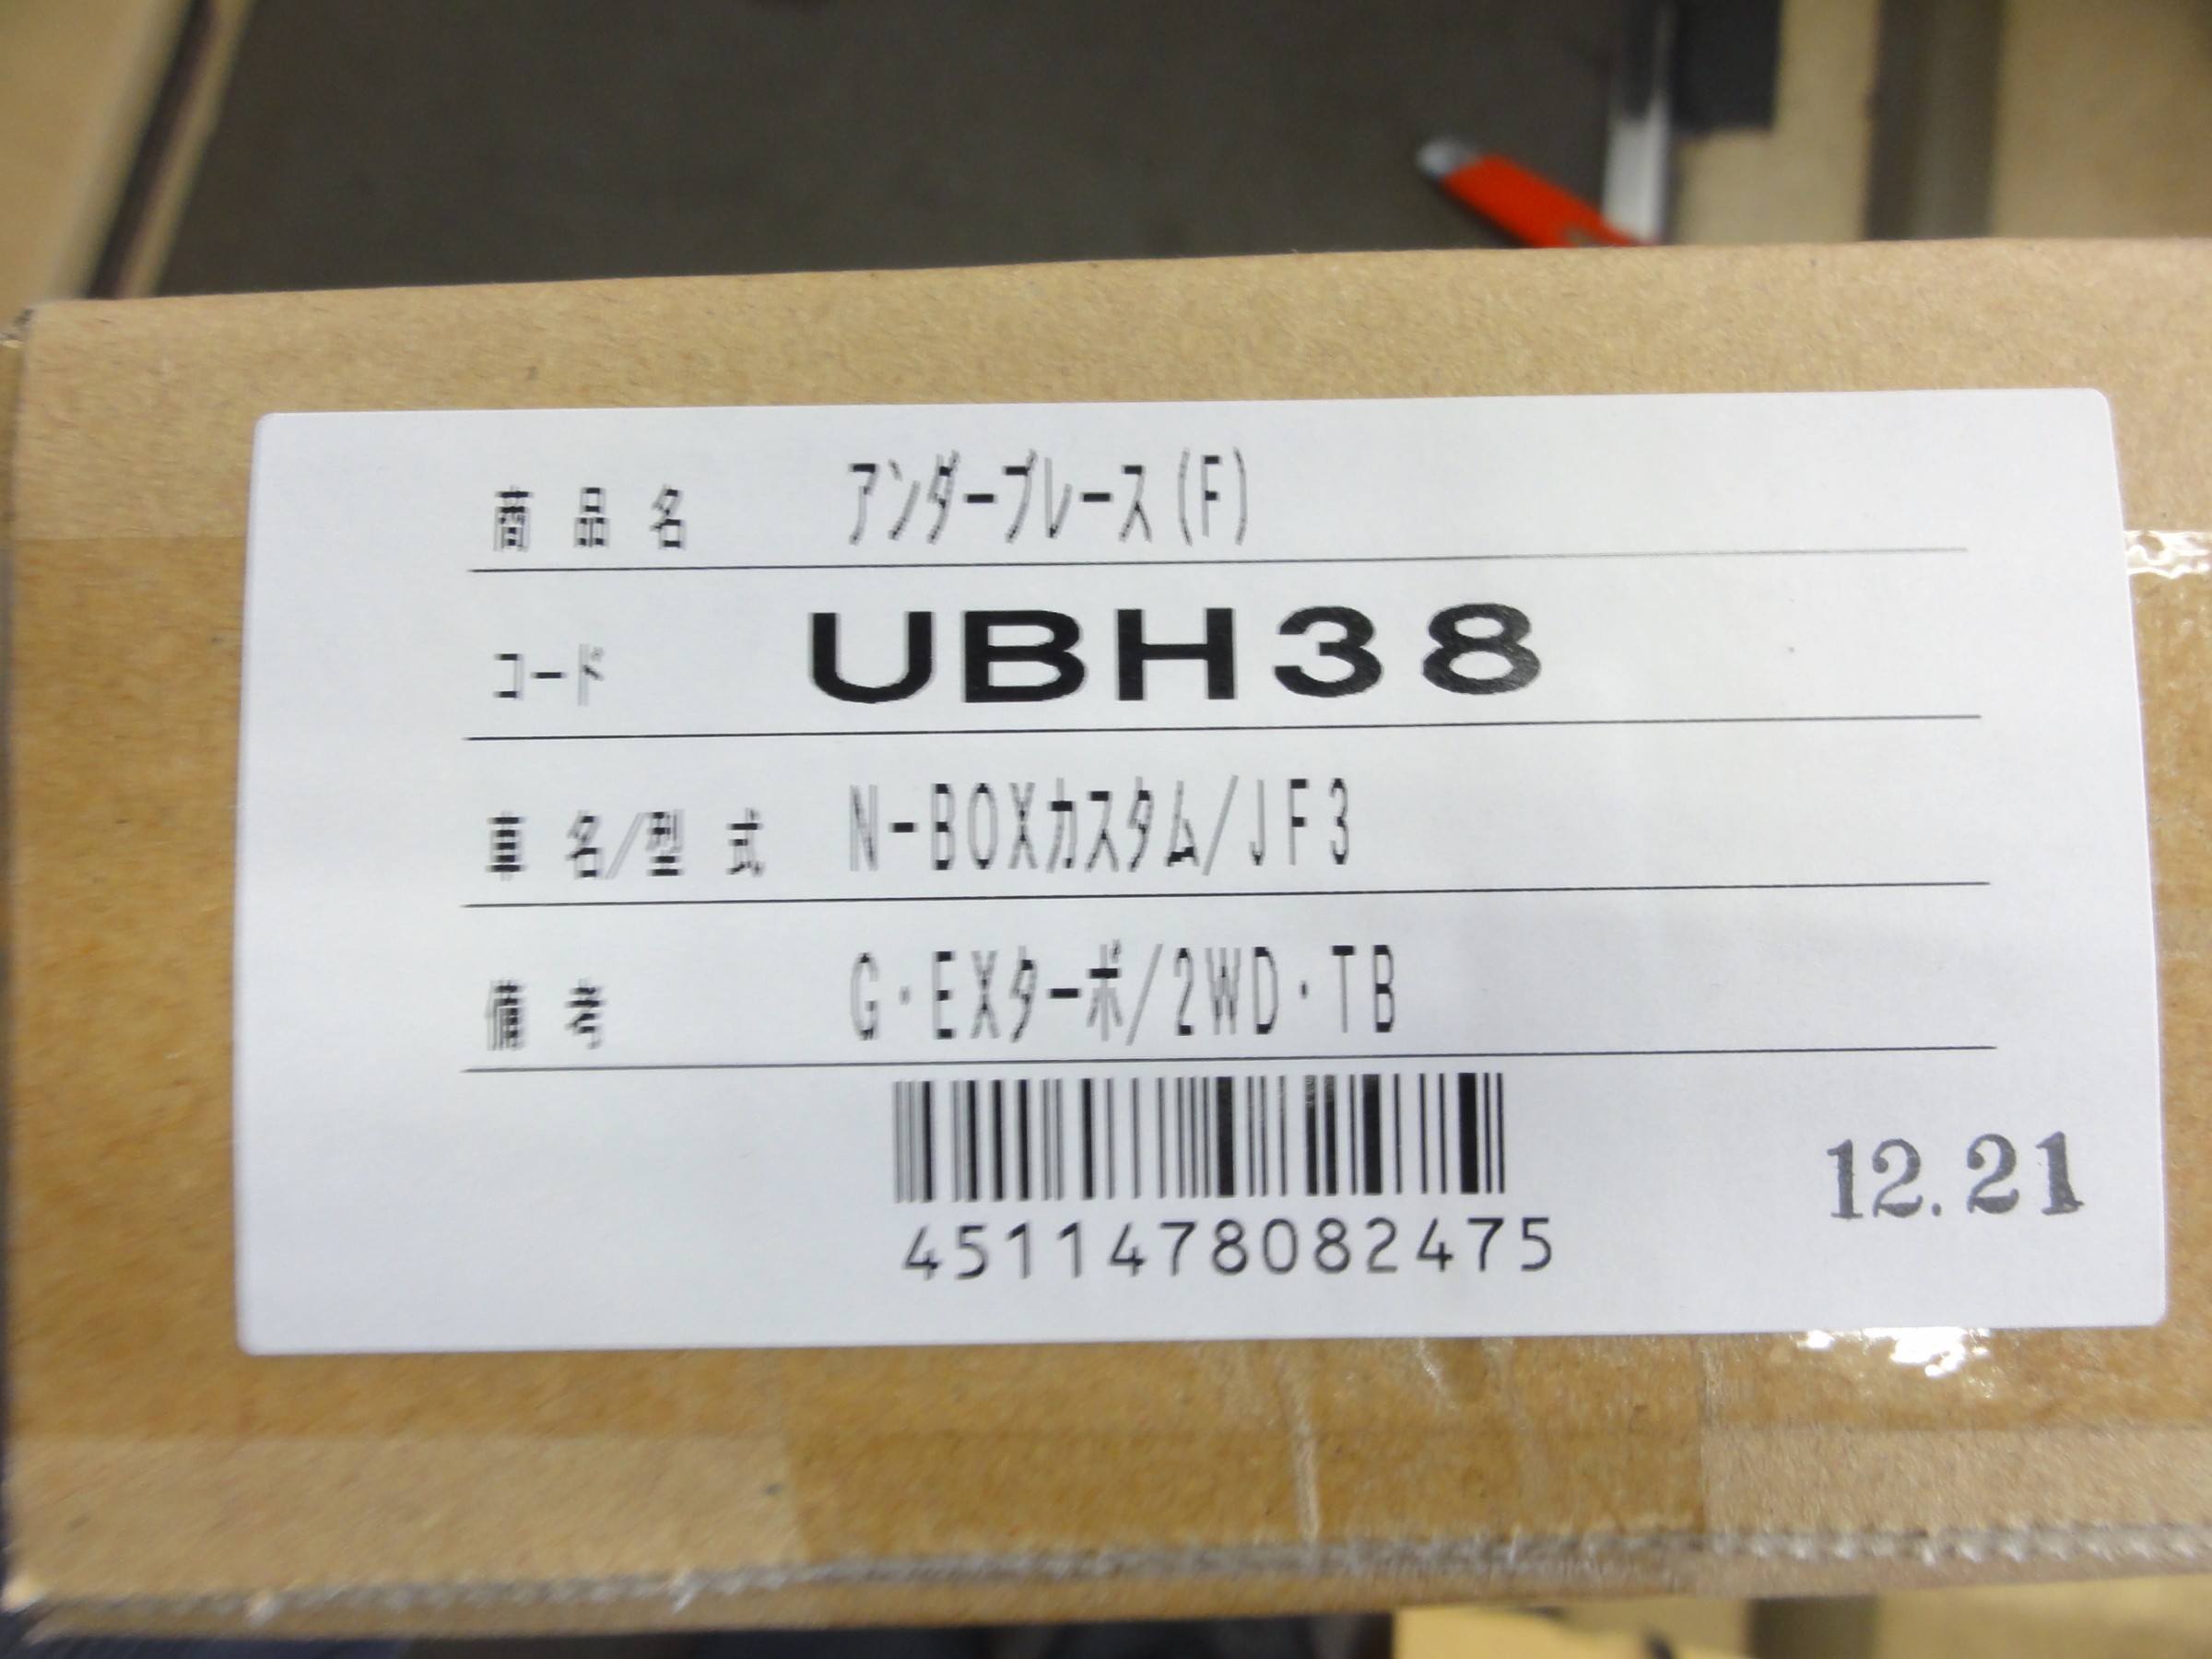 商品名 アンダーブレース(F)
コード UBH38
車名/型式 N-BOXカスタム/JF3
備考 G・EXターボ/2WD・TB
4511478082475
12.21